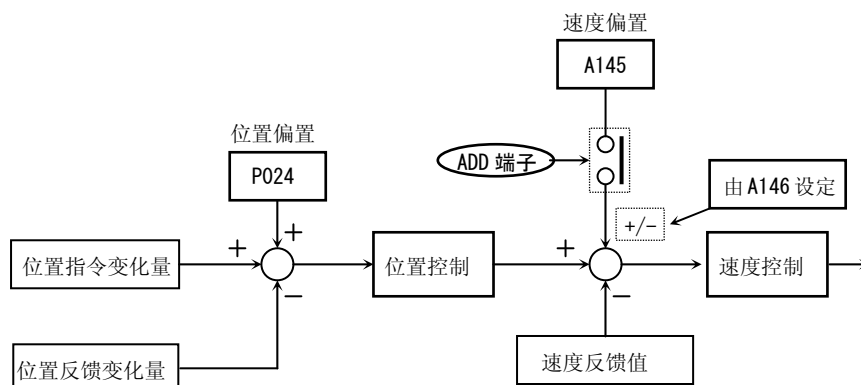 速度偏置
A145
位置偏置
P024
ADD 端子
由 A146 设定
+/−
+
+
+
位置指令变化量
位置控制
速度控制
−
−
位置反馈变化量
速度反馈值